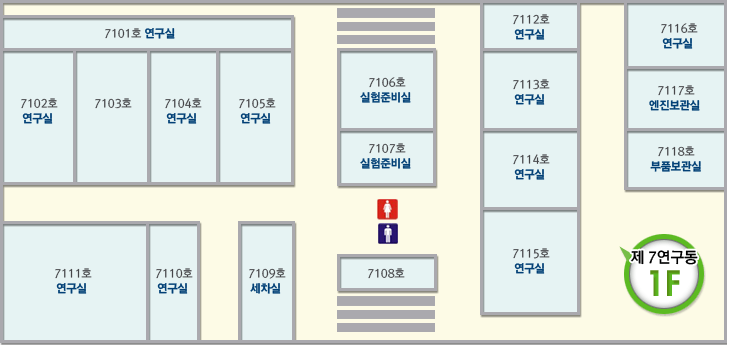 7101호 연구실
7102호
연구실
7103호
7104호
연구실
7105호
연구실
7106호
실험준비실
7107호
실험준비실
7108호
7109호
세차실
7110호
연구실
7111호
연구실
7112호
연구실
7113호
연구실
7114호
연구실
7115호
연구실
7116호
연구실
7117호
엔진보관실
7118호
부품보관실
제 7연구동
1F